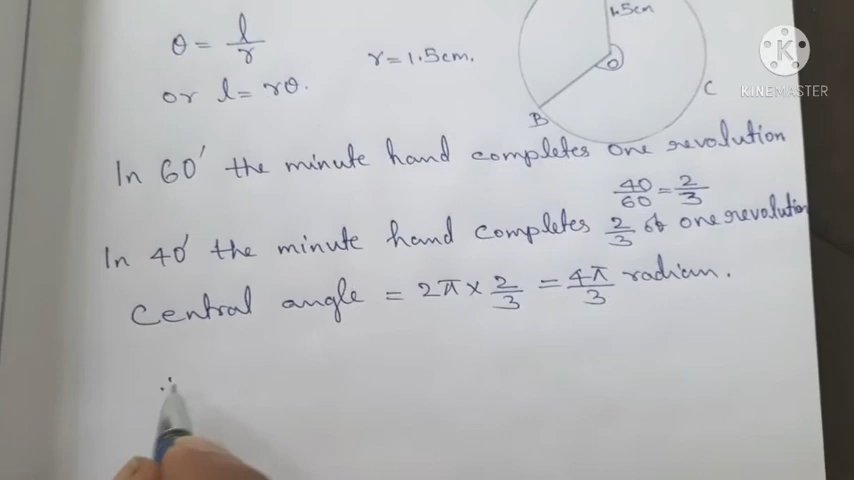 1.5cm
θ = l/r
r = 1.5cm.
or l = rθ.
O
B
C
K
KINEMASTER
In 60' the minute hand completes one revolution
40/60 = 2/3
In 40' the minute hand completes 2/3 of one revolution
Central angle = 2π × 2/3 = 4π/3 radian.
∴